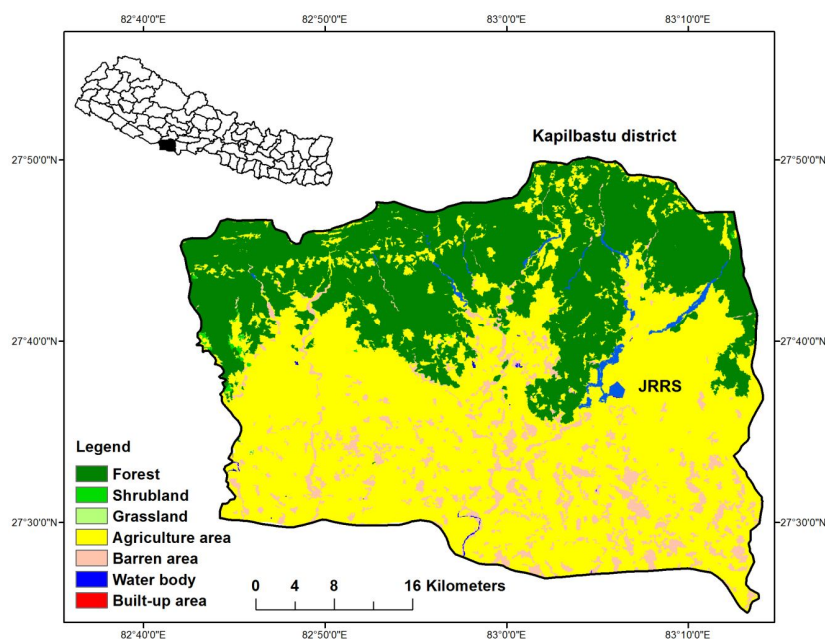 82°40'0"E 82°50'0"E 83°0'0"E 83°10'0"E
Kapilbastu district
27°50'0"N 27°50'0"N
27°40'0"N 27°40'0"N
JRRS
Legend
Forest
Shrubland
Grassland
Agriculture area
Barren area
Water body
Built-up area
27°30'0"N 27°30'0"N
0 4 8 16 Kilometers
82°40'0"E 82°50'0"E 83°0'0"E 83°10'0"E